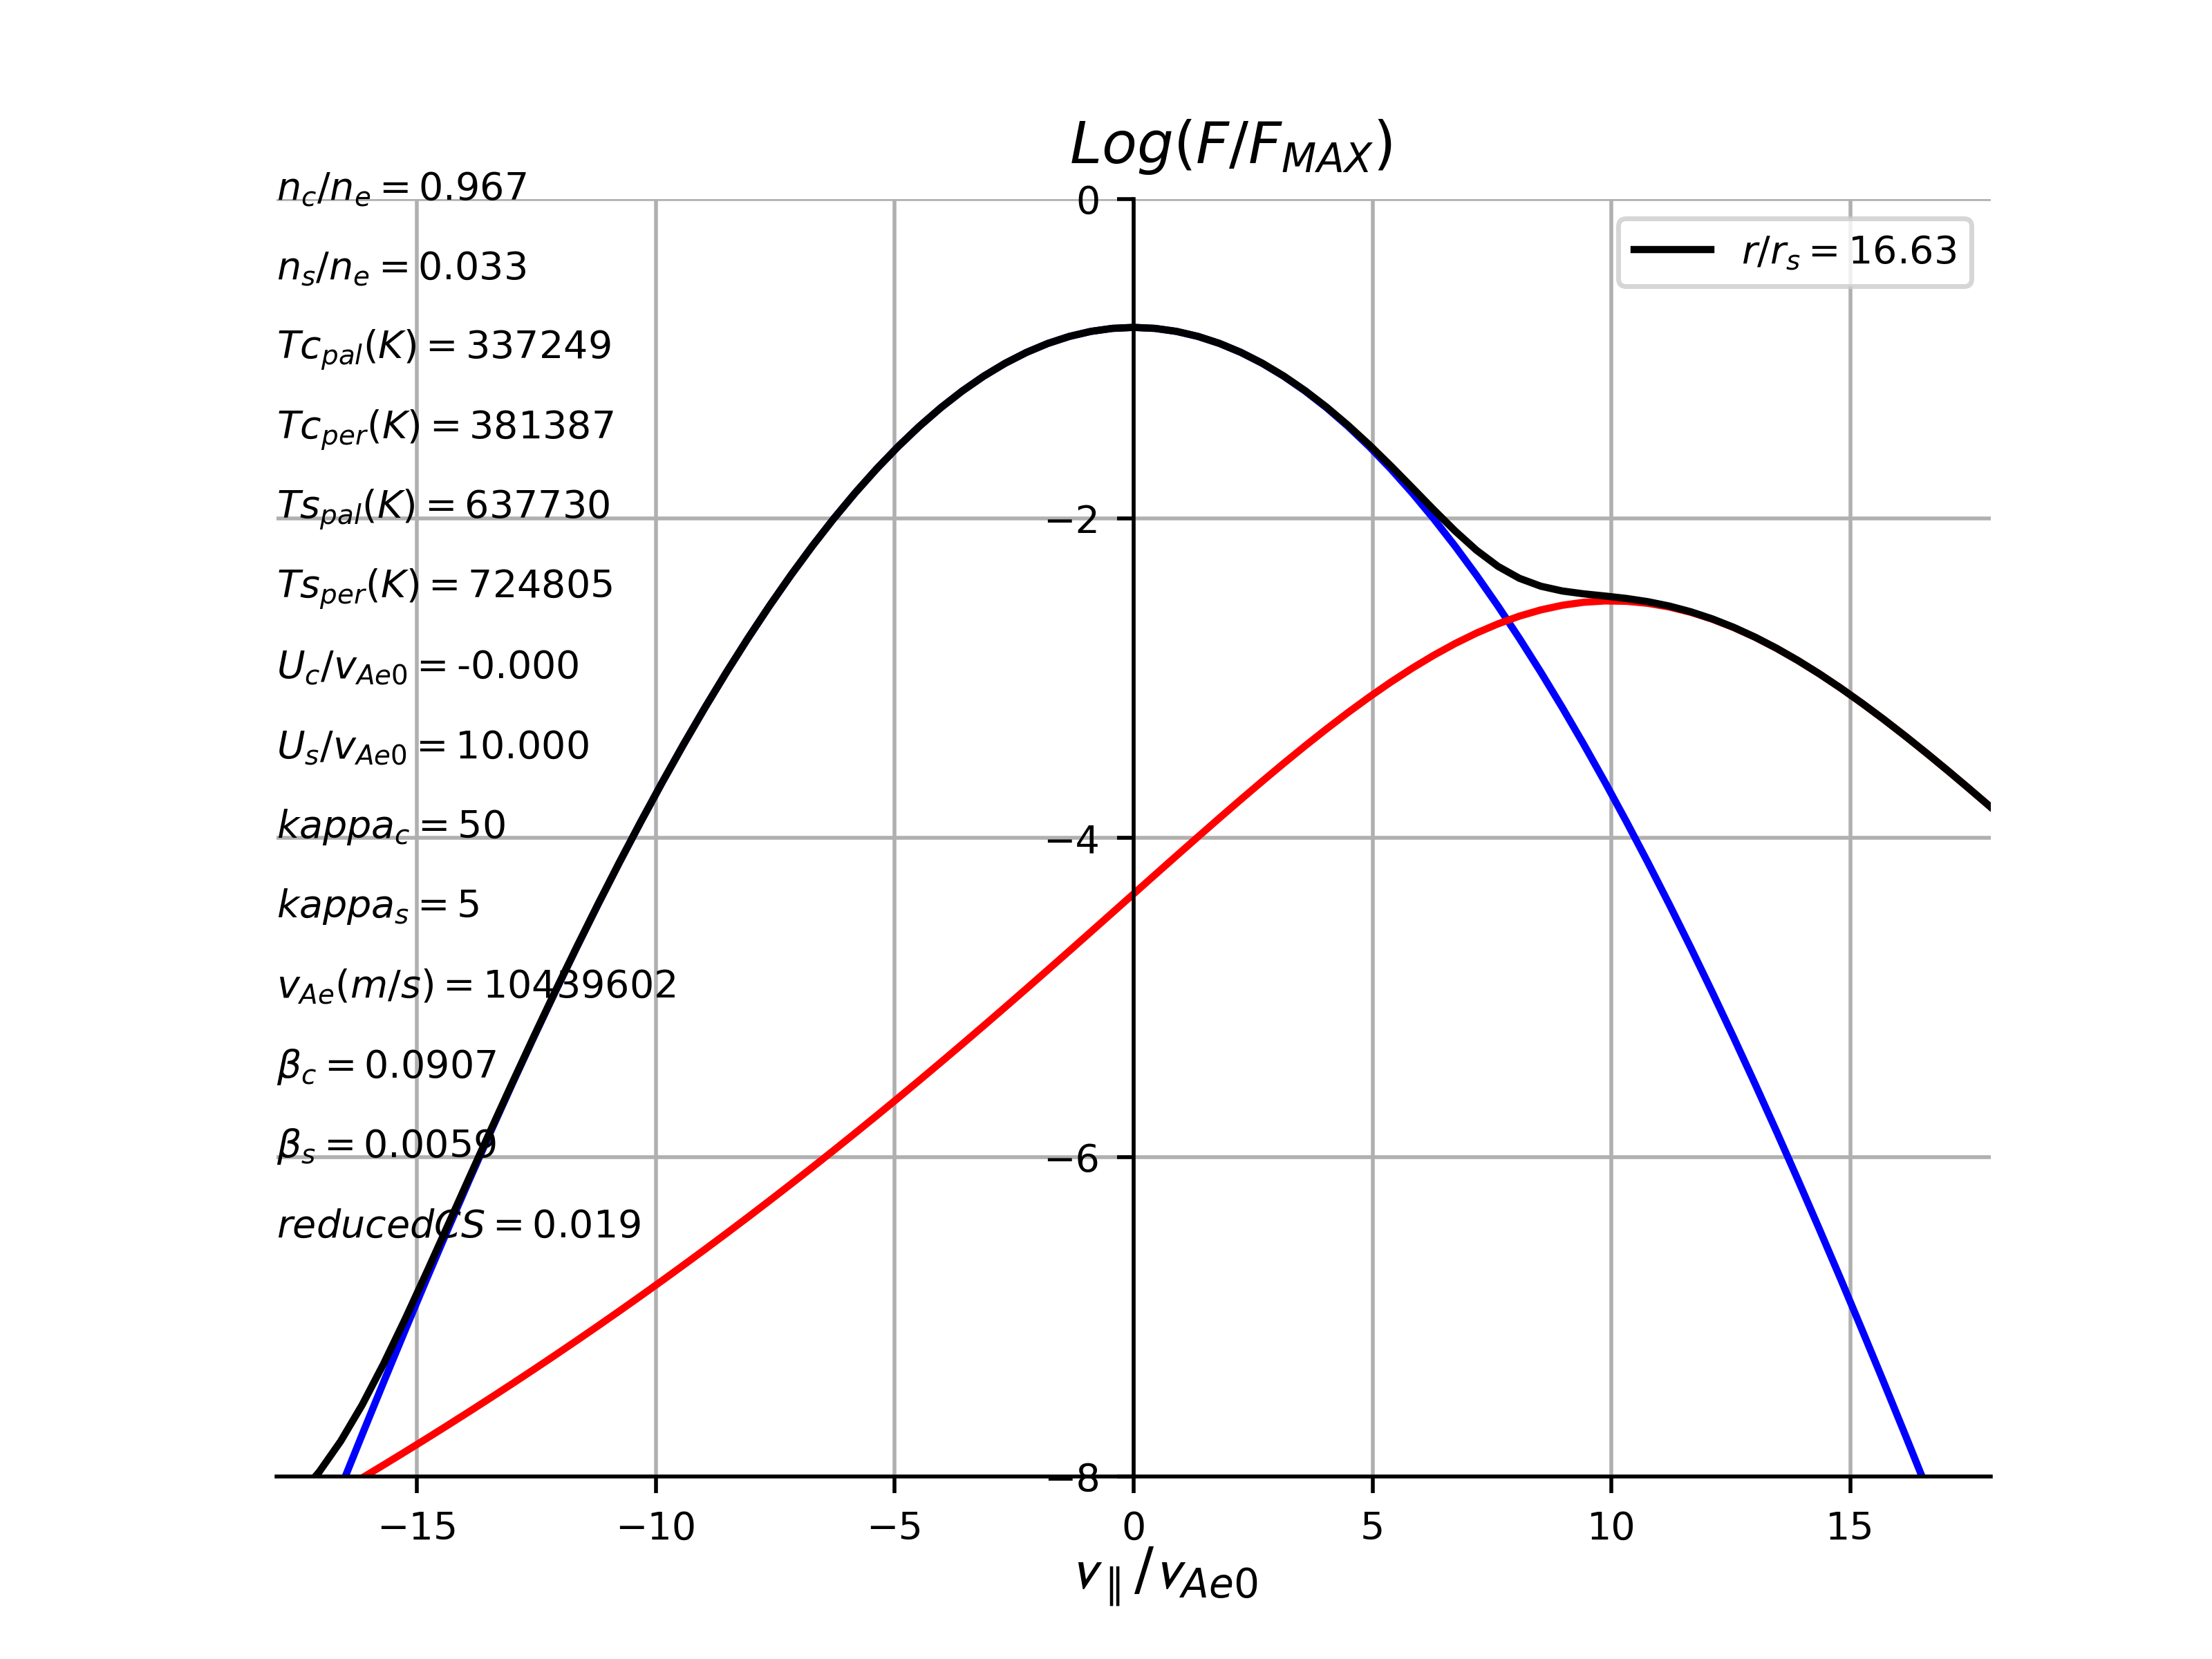 Log(F/F_MAX)
n_c/n_e = 0.967
0
r/r_s = 16.63
n_s/n_e = 0.033
Tc_pal(K) = 337249
Tc_per(K) = 381387
Ts_pal(K) = 637730
−2
Ts_per(K) = 724805
U_c/v_Ae0 = -0.000
U_s/v_Ae0 = 10.000
kappa_c = 50
−4
kappa_s = 5
v_Ae(m/s) = 10439602
β_c = 0.0907
β_s = 0.0059
−6
reducedCS = 0.019
−8
−15 −10 −5 0 5 10 15
v_∥/v_Ae0